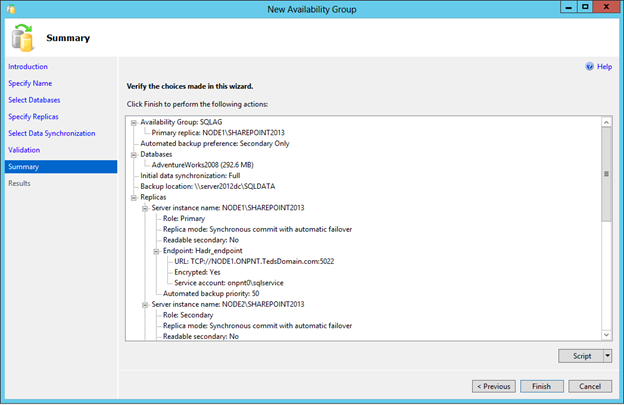 New Availability Group
Summary
Introduction
Specify Name
Select Databases
Specify Replicas
Select Data Synchronization
Validation
Summary
Results
Help
Verify the choices made in this wizard.
Click Finish to perform the following actions:
Availability Group: SQLAG
Primary replica: NODE1\SHAREPOINT2013
Automated backup preference: Secondary Only
Databases
AdventureWorks2008 (292.6 MB)
Initial data synchronization: Full
Backup location: \\server2012dc\SQLDATA
Replicas
Server instance name: NODE1\SHAREPOINT2013
Role: Primary
Replica mode: Synchronous commit with automatic failover
Readable secondary: No
Endpoint: Hadr_endpoint
URL: TCP://NODE1.ONPNT.TedsDomain.com:5022
Encrypted: Yes
Service account: onpnt0\sqlservice
Automated backup priority: 50
Server instance name: NODE2\SHAREPOINT2013
Role: Secondary
Replica mode: Synchronous commit with automatic failover
Readable secondary: No
Script
< Previous
Finish
Cancel